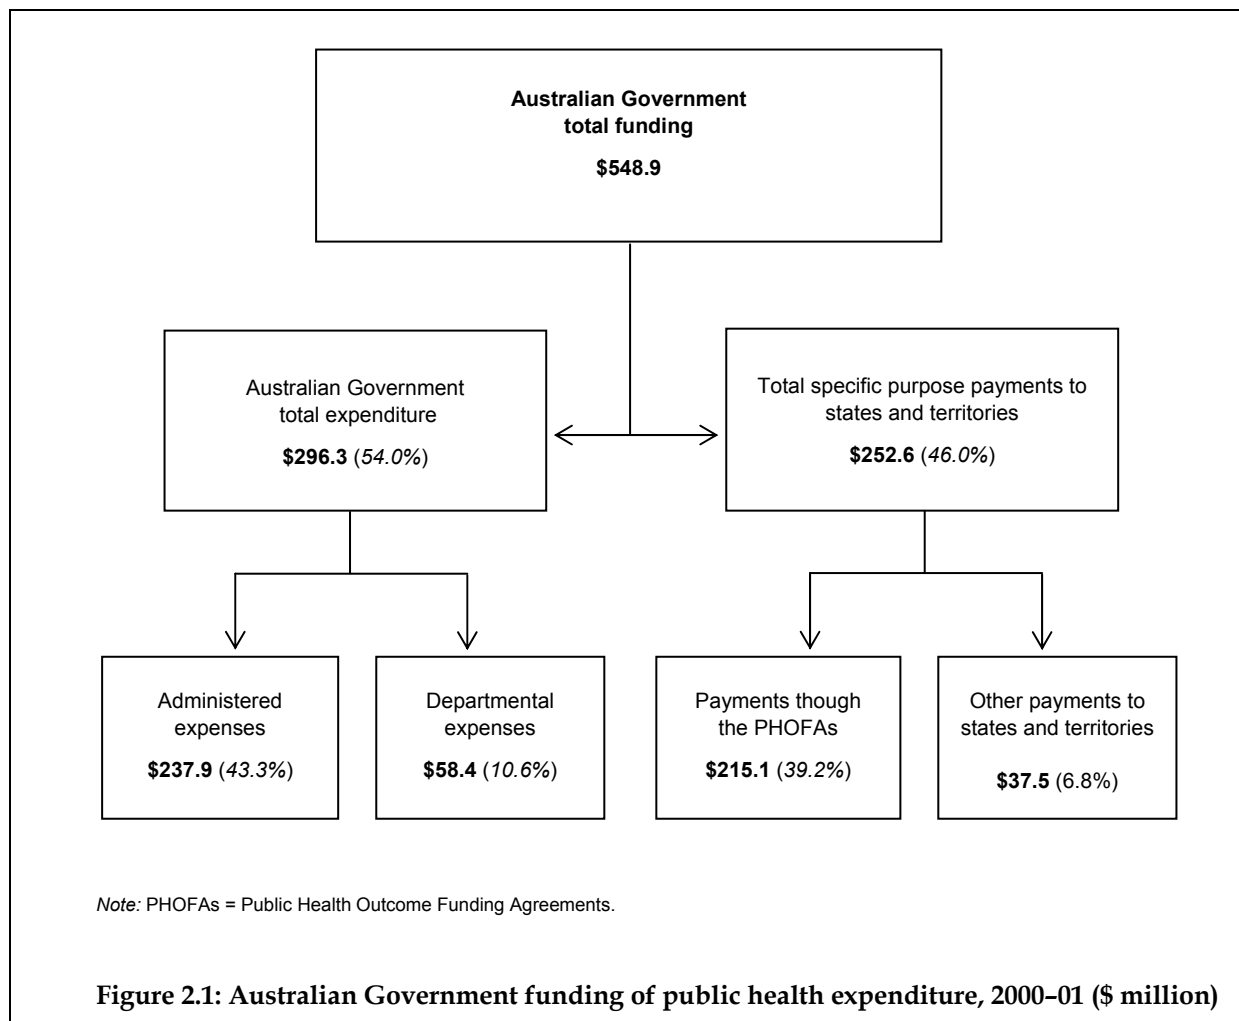 Australian Government
total funding
$548.9
Australian Government
total expenditure
$296.3 (54.0%)
Total specific purpose payments to
states and territories
$252.6 (46.0%)
Administered
expenses
$237.9 (43.3%)
Departmental
expenses
$58.4 (10.6%)
Payments though
the PHOFAs
$215.1 (39.2%)
Other payments to
states and territories
$37.5 (6.8%)
Note: PHOFAs = Public Health Outcome Funding Agreements.
Figure 2.1: Australian Government funding of public health expenditure, 2000–01 ($ million)